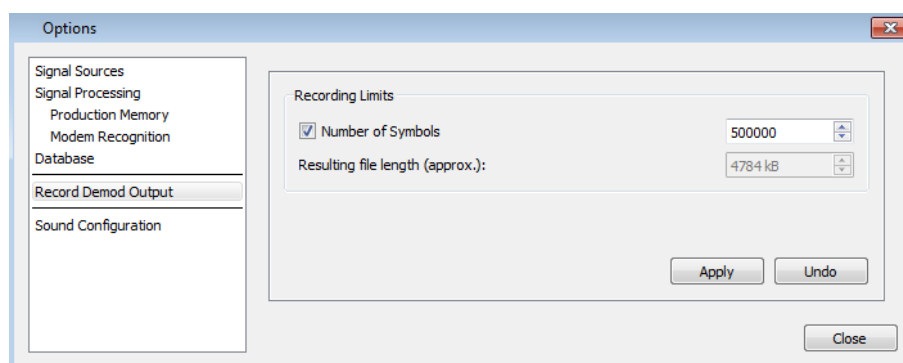 Options
Signal Sources
Signal Processing
Production Memory
Modem Recognition
Database
Record Demod Output
Sound Configuration
Recording Limits
Number of Symbols 500000
Resulting file length (approx.): 4784 kB
Apply Undo
Close